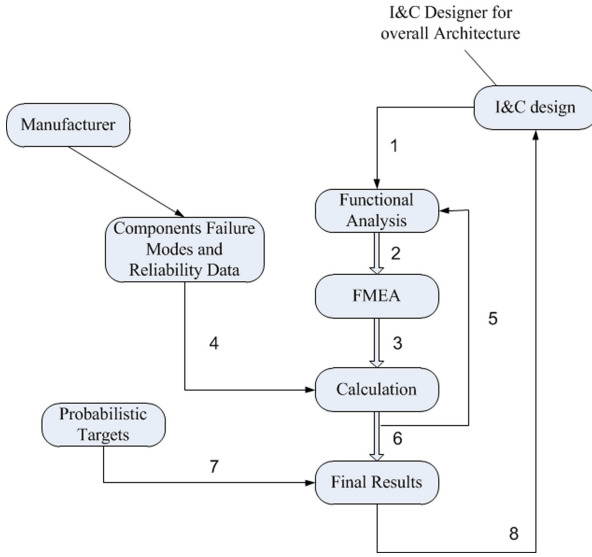 I&C Designer for
overall Architecture
I&C design
Manufacturer
1
Functional
Analysis
Components Failure
Modes and
Reliability Data
2
FMEA
5
4
3
Calculation
Probabilistic
Targets
6
7
Final Results
8